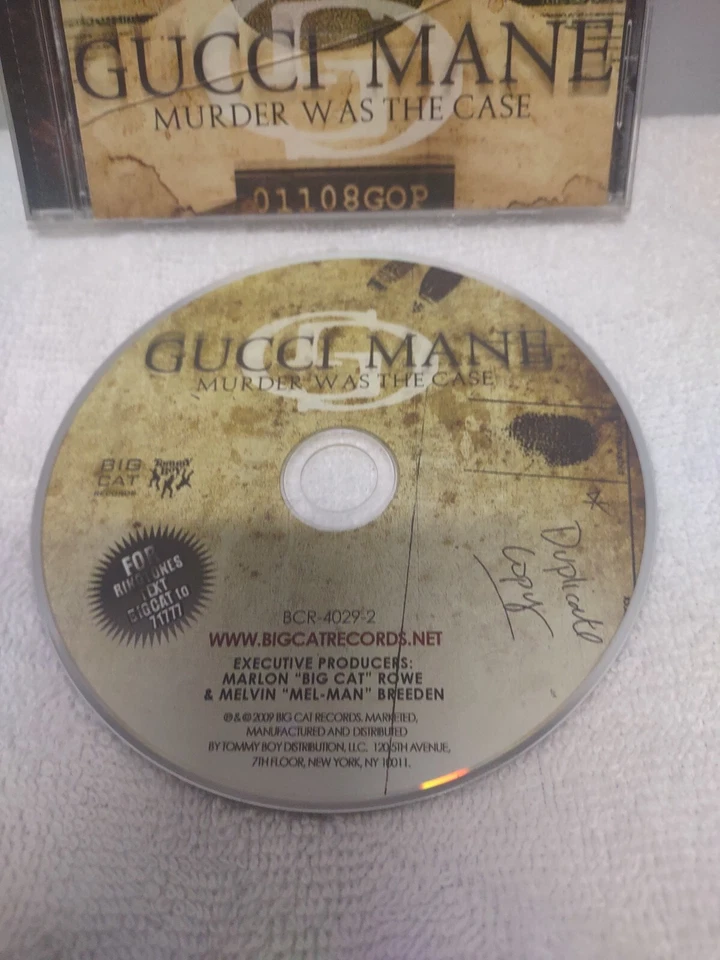 GUCCI MANE
MURDER WAS THE CASE
01108GOP
GUCCI MANE
MURDER WAS THE CASE
BIG
CAT
RECORDS
Tommy
Boy
FOR
RINGTONES
TEXT
BIGCAT to
71777
Duplicate
Copy
BCR-4029-2
WWW.BIGCATRECORDS.NET
EXECUTIVE PRODUCERS:
MARLON "BIG CAT" ROWE
& MELVIN "MEL-MAN" BREEDEN
℗ & © 2009 BIG CAT RECORDS. MARKETED,
MANUFACTURED AND DISTRIBUTED
BY TOMMY BOY DISTRIBUTION, LLC. 120 5TH AVENUE,
7TH FLOOR, NEW YORK, NY 10011.